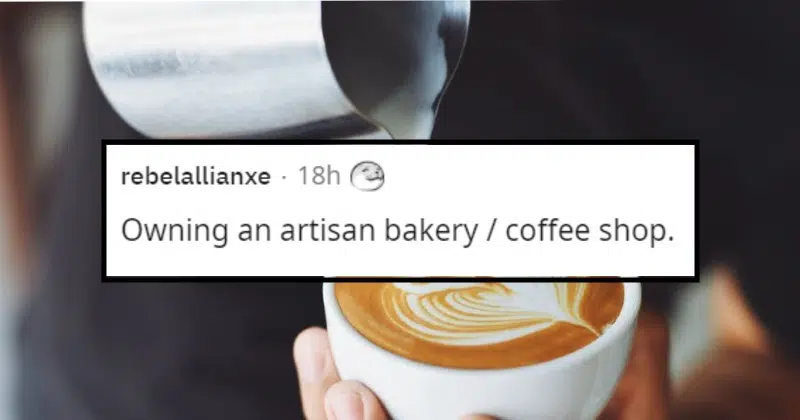 rebelallianxe · 18h
Owning an artisan bakery / coffee shop.